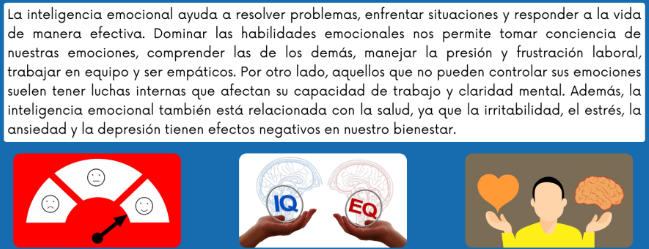 La inteligencia emocional ayuda a resolver problemas, enfrentar situaciones y responder a la vida
de manera efectiva. Dominar las habilidades emocionales nos permite tomar conciencia de
nuestras emociones, comprender las de los demás, manejar la presión y frustración laboral,
trabajar en equipo y ser empáticos. Por otro lado, aquellos que no pueden controlar sus emociones
suelen tener luchas internas que afectan su capacidad de trabajo y claridad mental. Además, la
inteligencia emocional también está relacionada con la salud, ya que la irritabilidad, el estrés, la
ansiedad y la depresión tienen efectos negativos en nuestro bienestar.
IQ
EQ